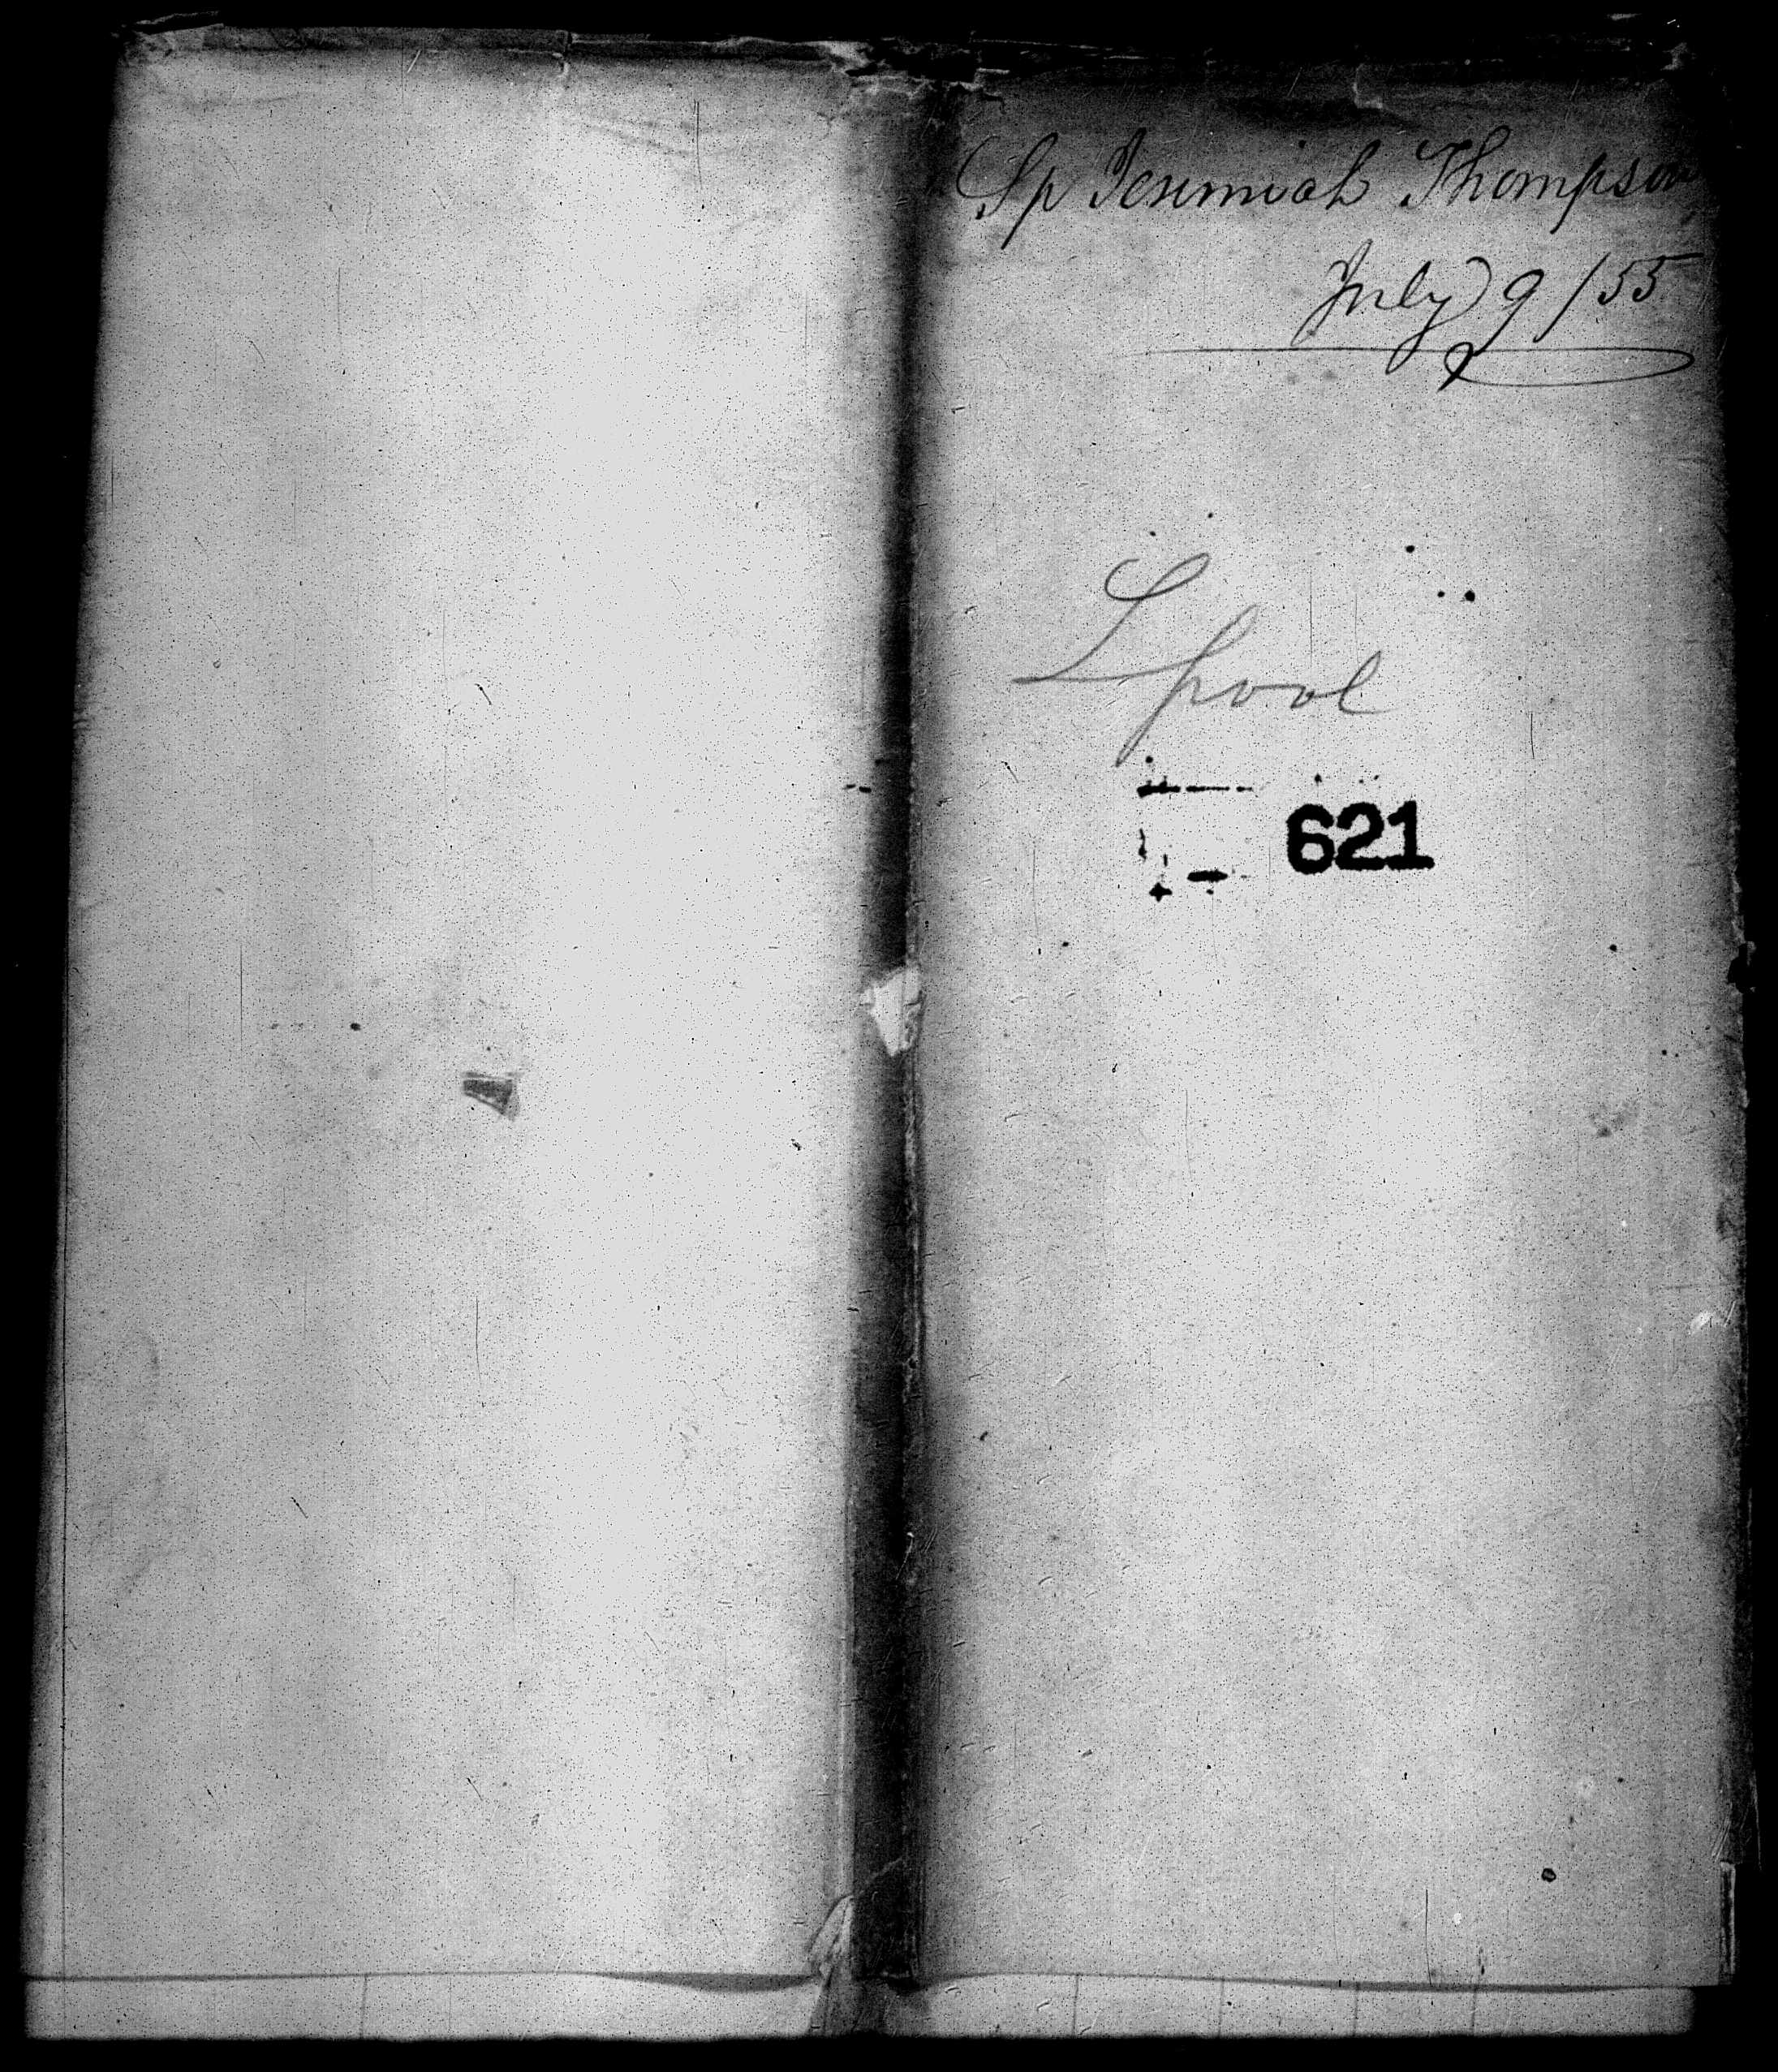 Sp Jeremiah Thompson
July 9/55
L pool
621